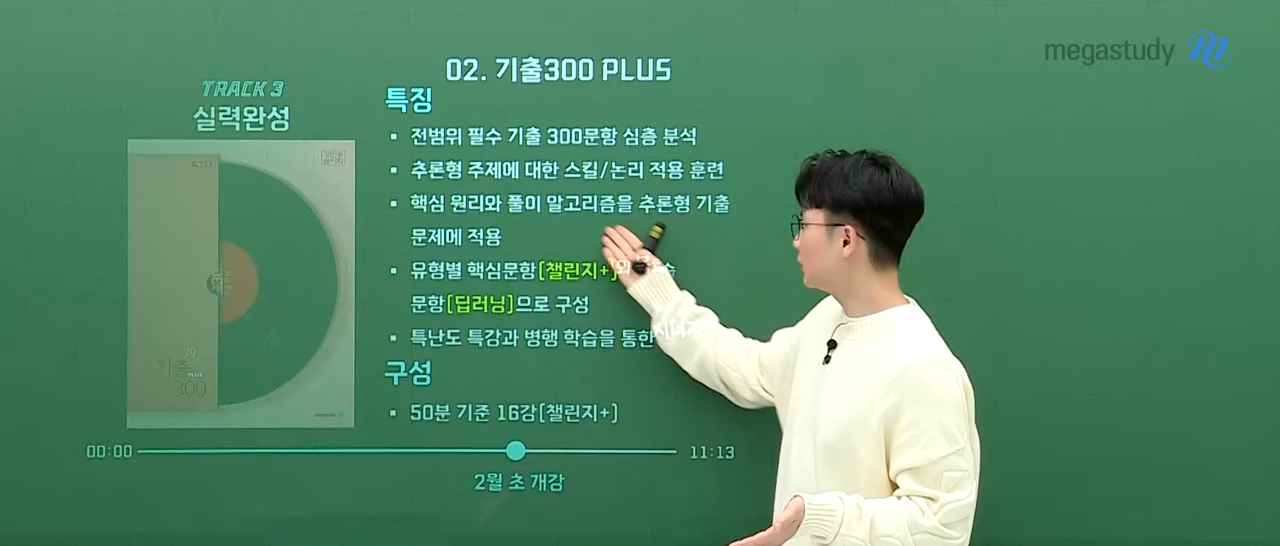 megastudy
02. 기출300 PLUS
TRACK 3
실력완성
특징
▪ 전범위 필수 기출 300문항 심층 분석
▪ 추론형 주제에 대한 스킬/논리 적용 훈련
▪ 핵심 원리와 풀이 알고리즘을 추론형 기출
문제에 적용
▪ 유형별 핵심문항[챌린지+]
문항[딥러닝]으로 구성
▪ 특난도 특강과 병행 학습을 통한 시너지
구성
▪ 50분 기준 16강[챌린지+]
기출
PLUS
300
megastudy
00:00
11:13
2월 초 개강